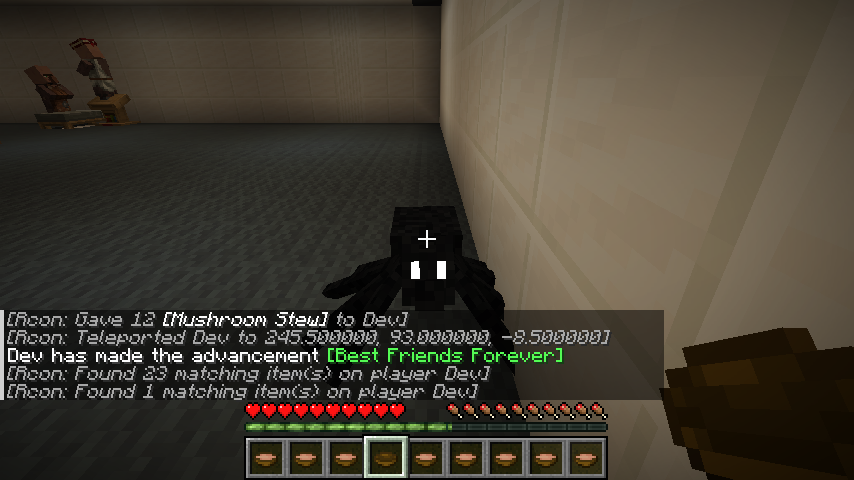 [Rcon: Gave 12 [Mushroom Stew] to Dev]
[Rcon: Teleported Dev to 245.500000, 93.000000, -8.500000]
Dev has made the advancement [Best Friends Forever]
[Rcon: Found 23 matching item(s) on player Dev]
[Rcon: Found 1 matching item(s) on player Dev]